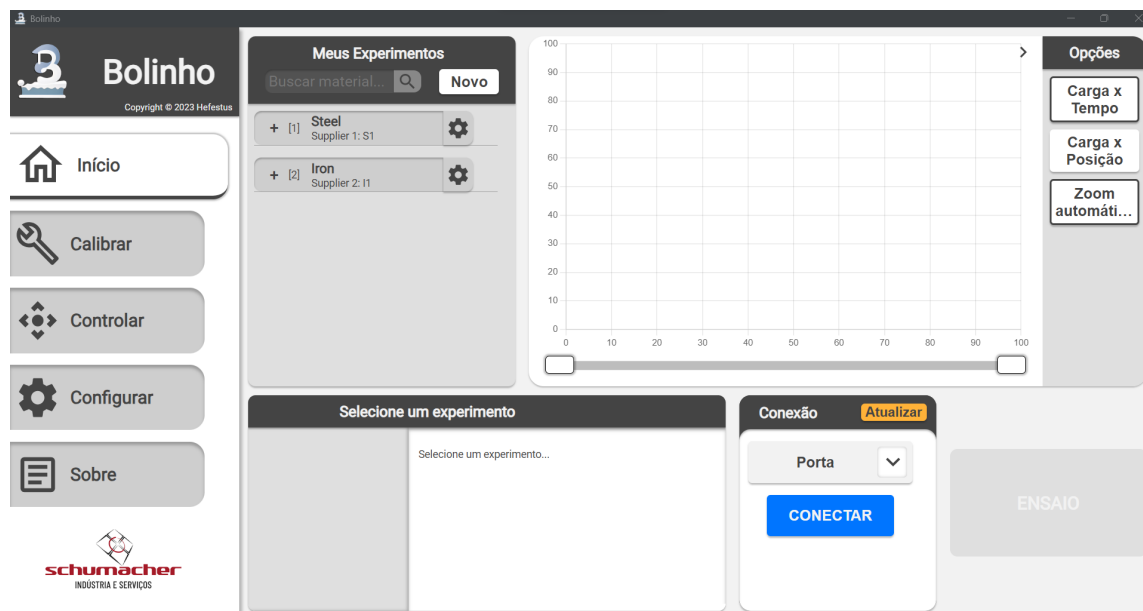 Bolinho
Bolinho
Copyright © 2023 Hefestus
Início
Calibrar
Controlar
Configurar
Sobre
schumacher
INDÚSTRIA E SERVIÇOS
Meus Experimentos
Buscar material...
Novo
+ [1] Steel
Supplier 1: S1
+ [2] Iron
Supplier 2: I1
100
90
80
70
60
50
40
30
20
10
0
0 10 20 30 40 50 60 70 80 90 100
Opções
Carga x
Tempo
Carga x
Posição
Zoom
automáti...
Selecione um experimento
Selecione um experimento...
Conexão
Atualizar
Porta
CONECTAR
ENSAIO